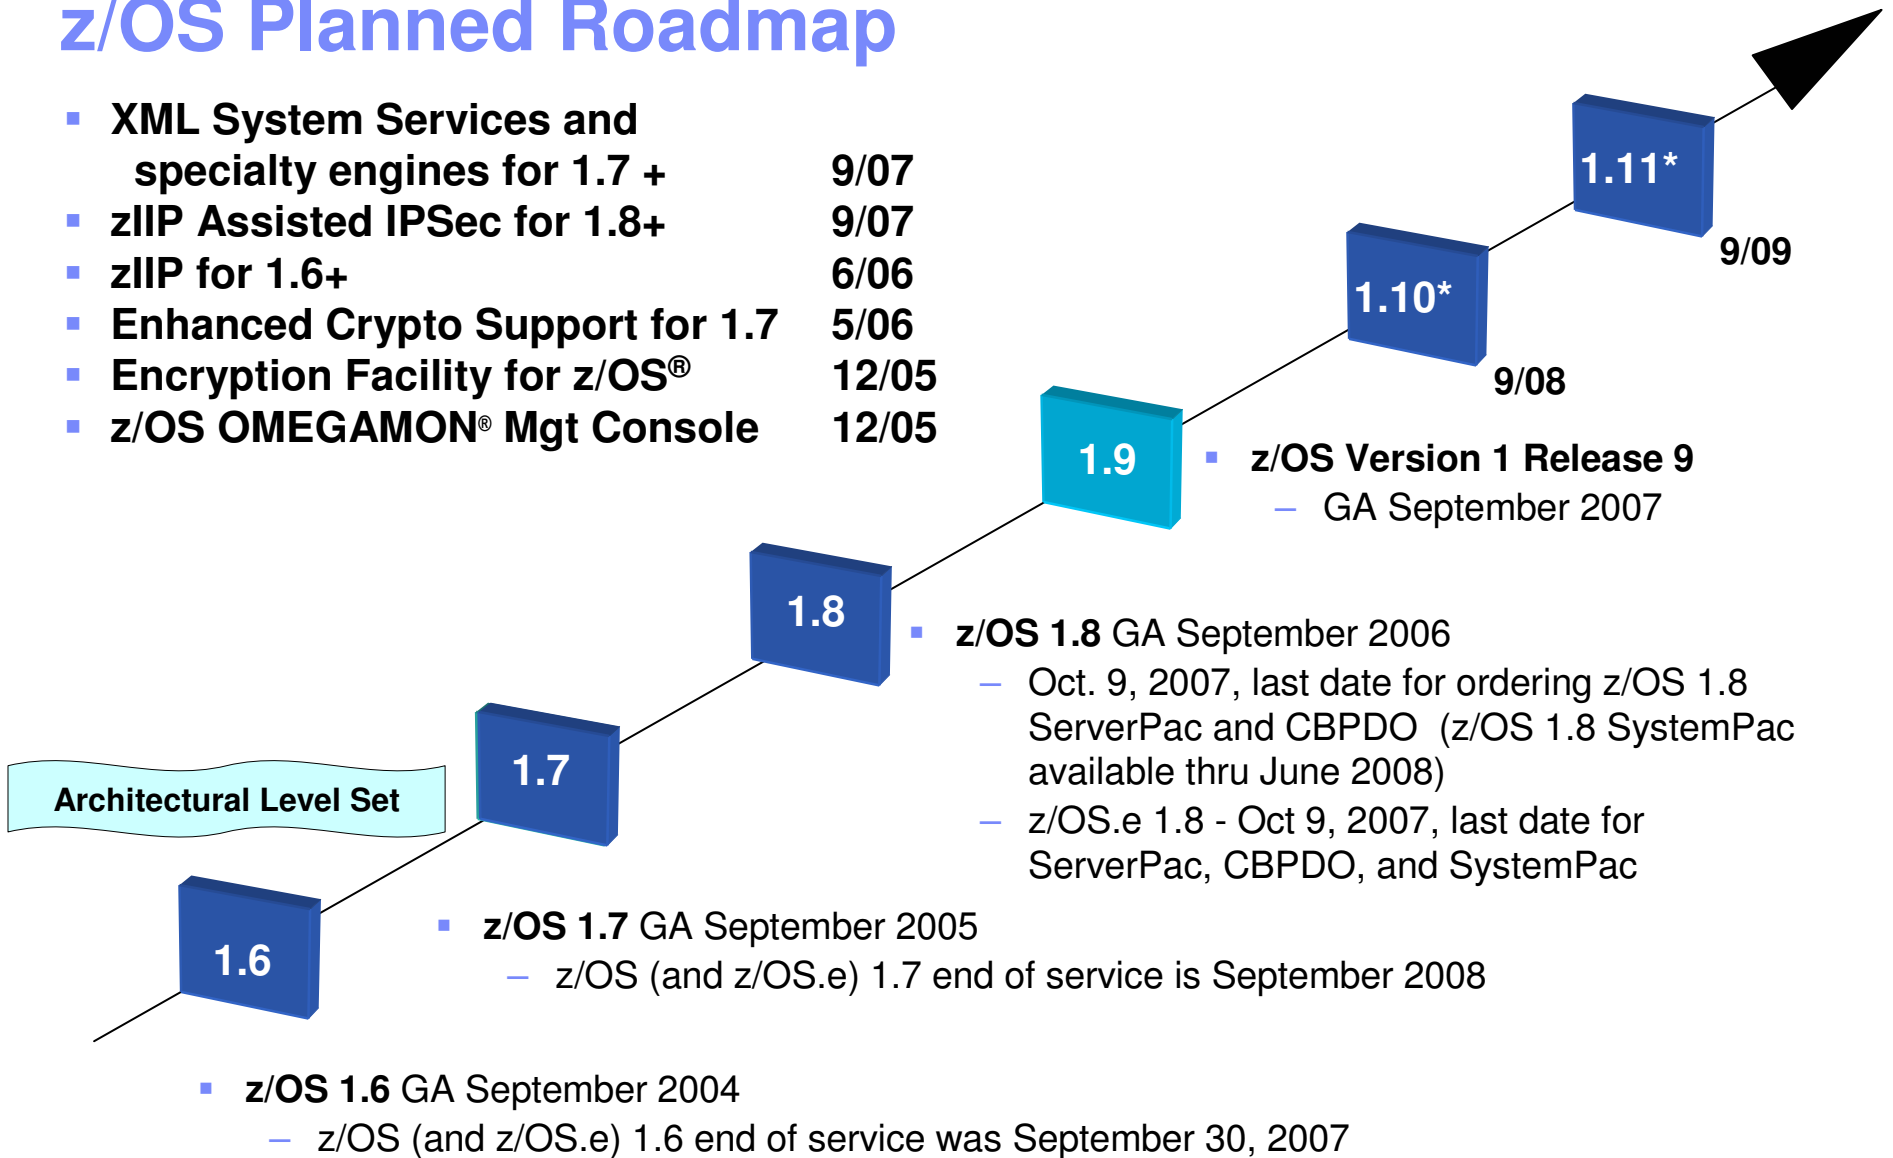 z/OS Planned Roadmap
▪ XML System Services and
specialty engines for 1.7 + 9/07
▪ zIIP Assisted IPSec for 1.8+ 9/07
▪ zIIP for 1.6+ 6/06
▪ Enhanced Crypto Support for 1.7 5/06
▪ Encryption Facility for z/OS® 12/05
▪ z/OS OMEGAMON® Mgt Console 12/05
1.11*
9/09
1.10*
9/08
1.9
▪ z/OS Version 1 Release 9
– GA September 2007
1.8
▪ z/OS 1.8 GA September 2006
– Oct. 9, 2007, last date for ordering z/OS 1.8
ServerPac and CBPDO (z/OS 1.8 SystemPac
available thru June 2008)
– z/OS.e 1.8 - Oct 9, 2007, last date for
ServerPac, CBPDO, and SystemPac
1.7
Architectural Level Set
▪ z/OS 1.7 GA September 2005
– z/OS (and z/OS.e) 1.7 end of service is September 2008
1.6
▪ z/OS 1.6 GA September 2004
– z/OS (and z/OS.e) 1.6 end of service was September 30, 2007